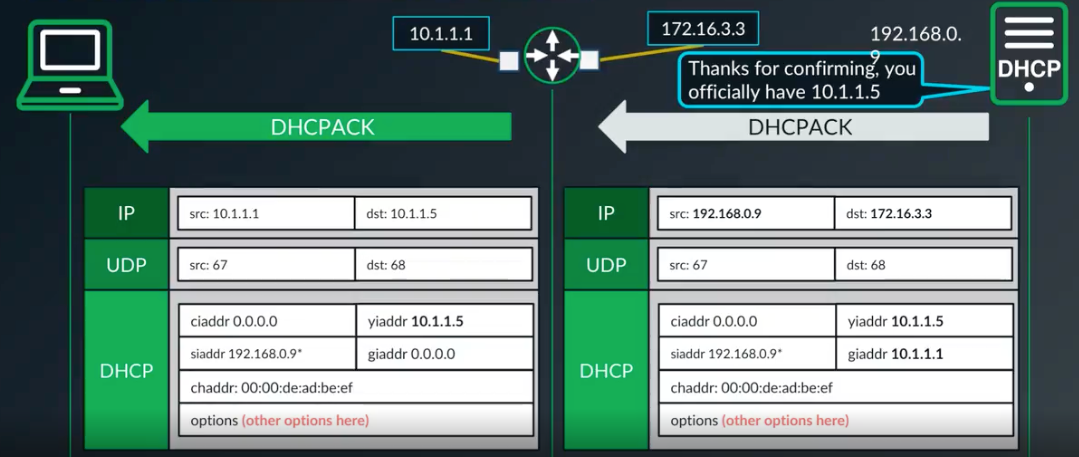 10.1.1.1
172.16.3.3
192.168.0.
9
DHCP
Thanks for confirming, you
officially have 10.1.1.5
DHCPACK
DHCPACK
IP
src: 10.1.1.1
dst: 10.1.1.5
UDP
src: 67
dst: 68
DHCP
ciaddr 0.0.0.0
yiaddr 10.1.1.5
siaddr 192.168.0.9*
giaddr 0.0.0.0
chaddr: 00:00:de:ad:be:ef
options (other options here)
IP
src: 192.168.0.9
dst: 172.16.3.3
UDP
src: 67
dst: 68
DHCP
ciaddr 0.0.0.0
yiaddr 10.1.1.5
siaddr 192.168.0.9*
giaddr 10.1.1.1
chaddr: 00:00:de:ad:be:ef
options (other options here)